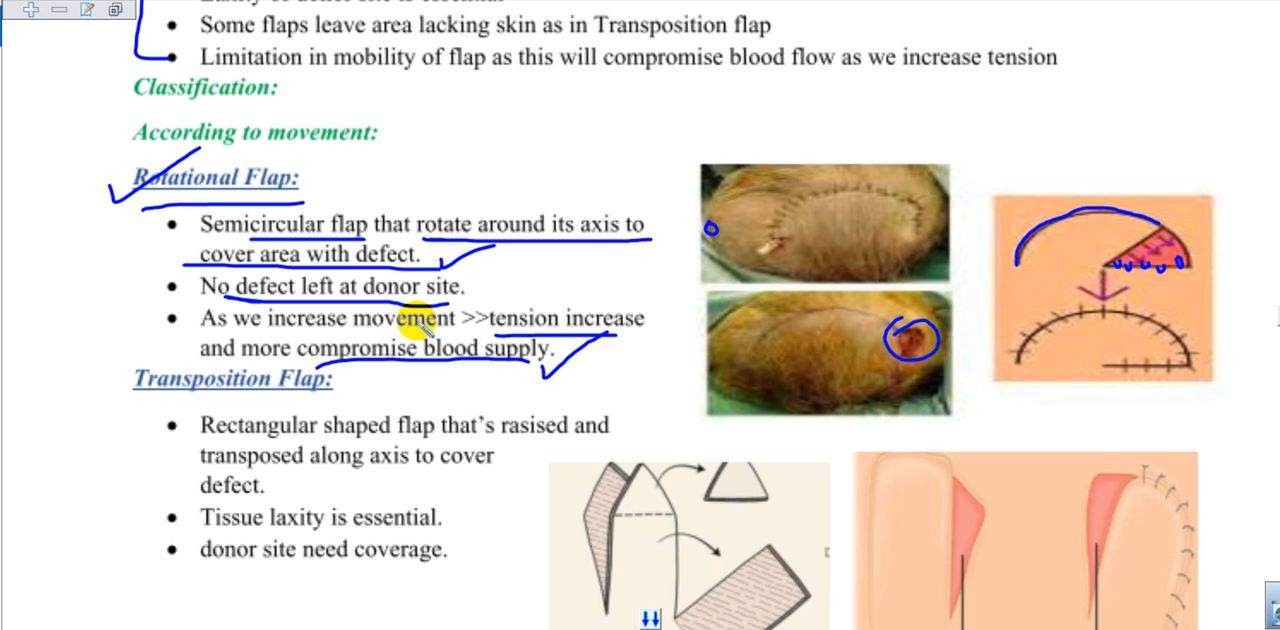 Some flaps leave area lacking skin as in Transposition flap
Limitation in mobility of flap as this will compromise blood flow as we increase tension
Classification:
According to movement:
Rotational Flap:
Semicircular flap that rotate around its axis to
cover area with defect.
No defect left at donor site.
As we increase movement >>tension increase
and more compromise blood supply.
Transposition Flap:
Rectangular shaped flap that's rasised and
transposed along axis to cover
defect.
Tissue laxity is essential.
donor site need coverage.